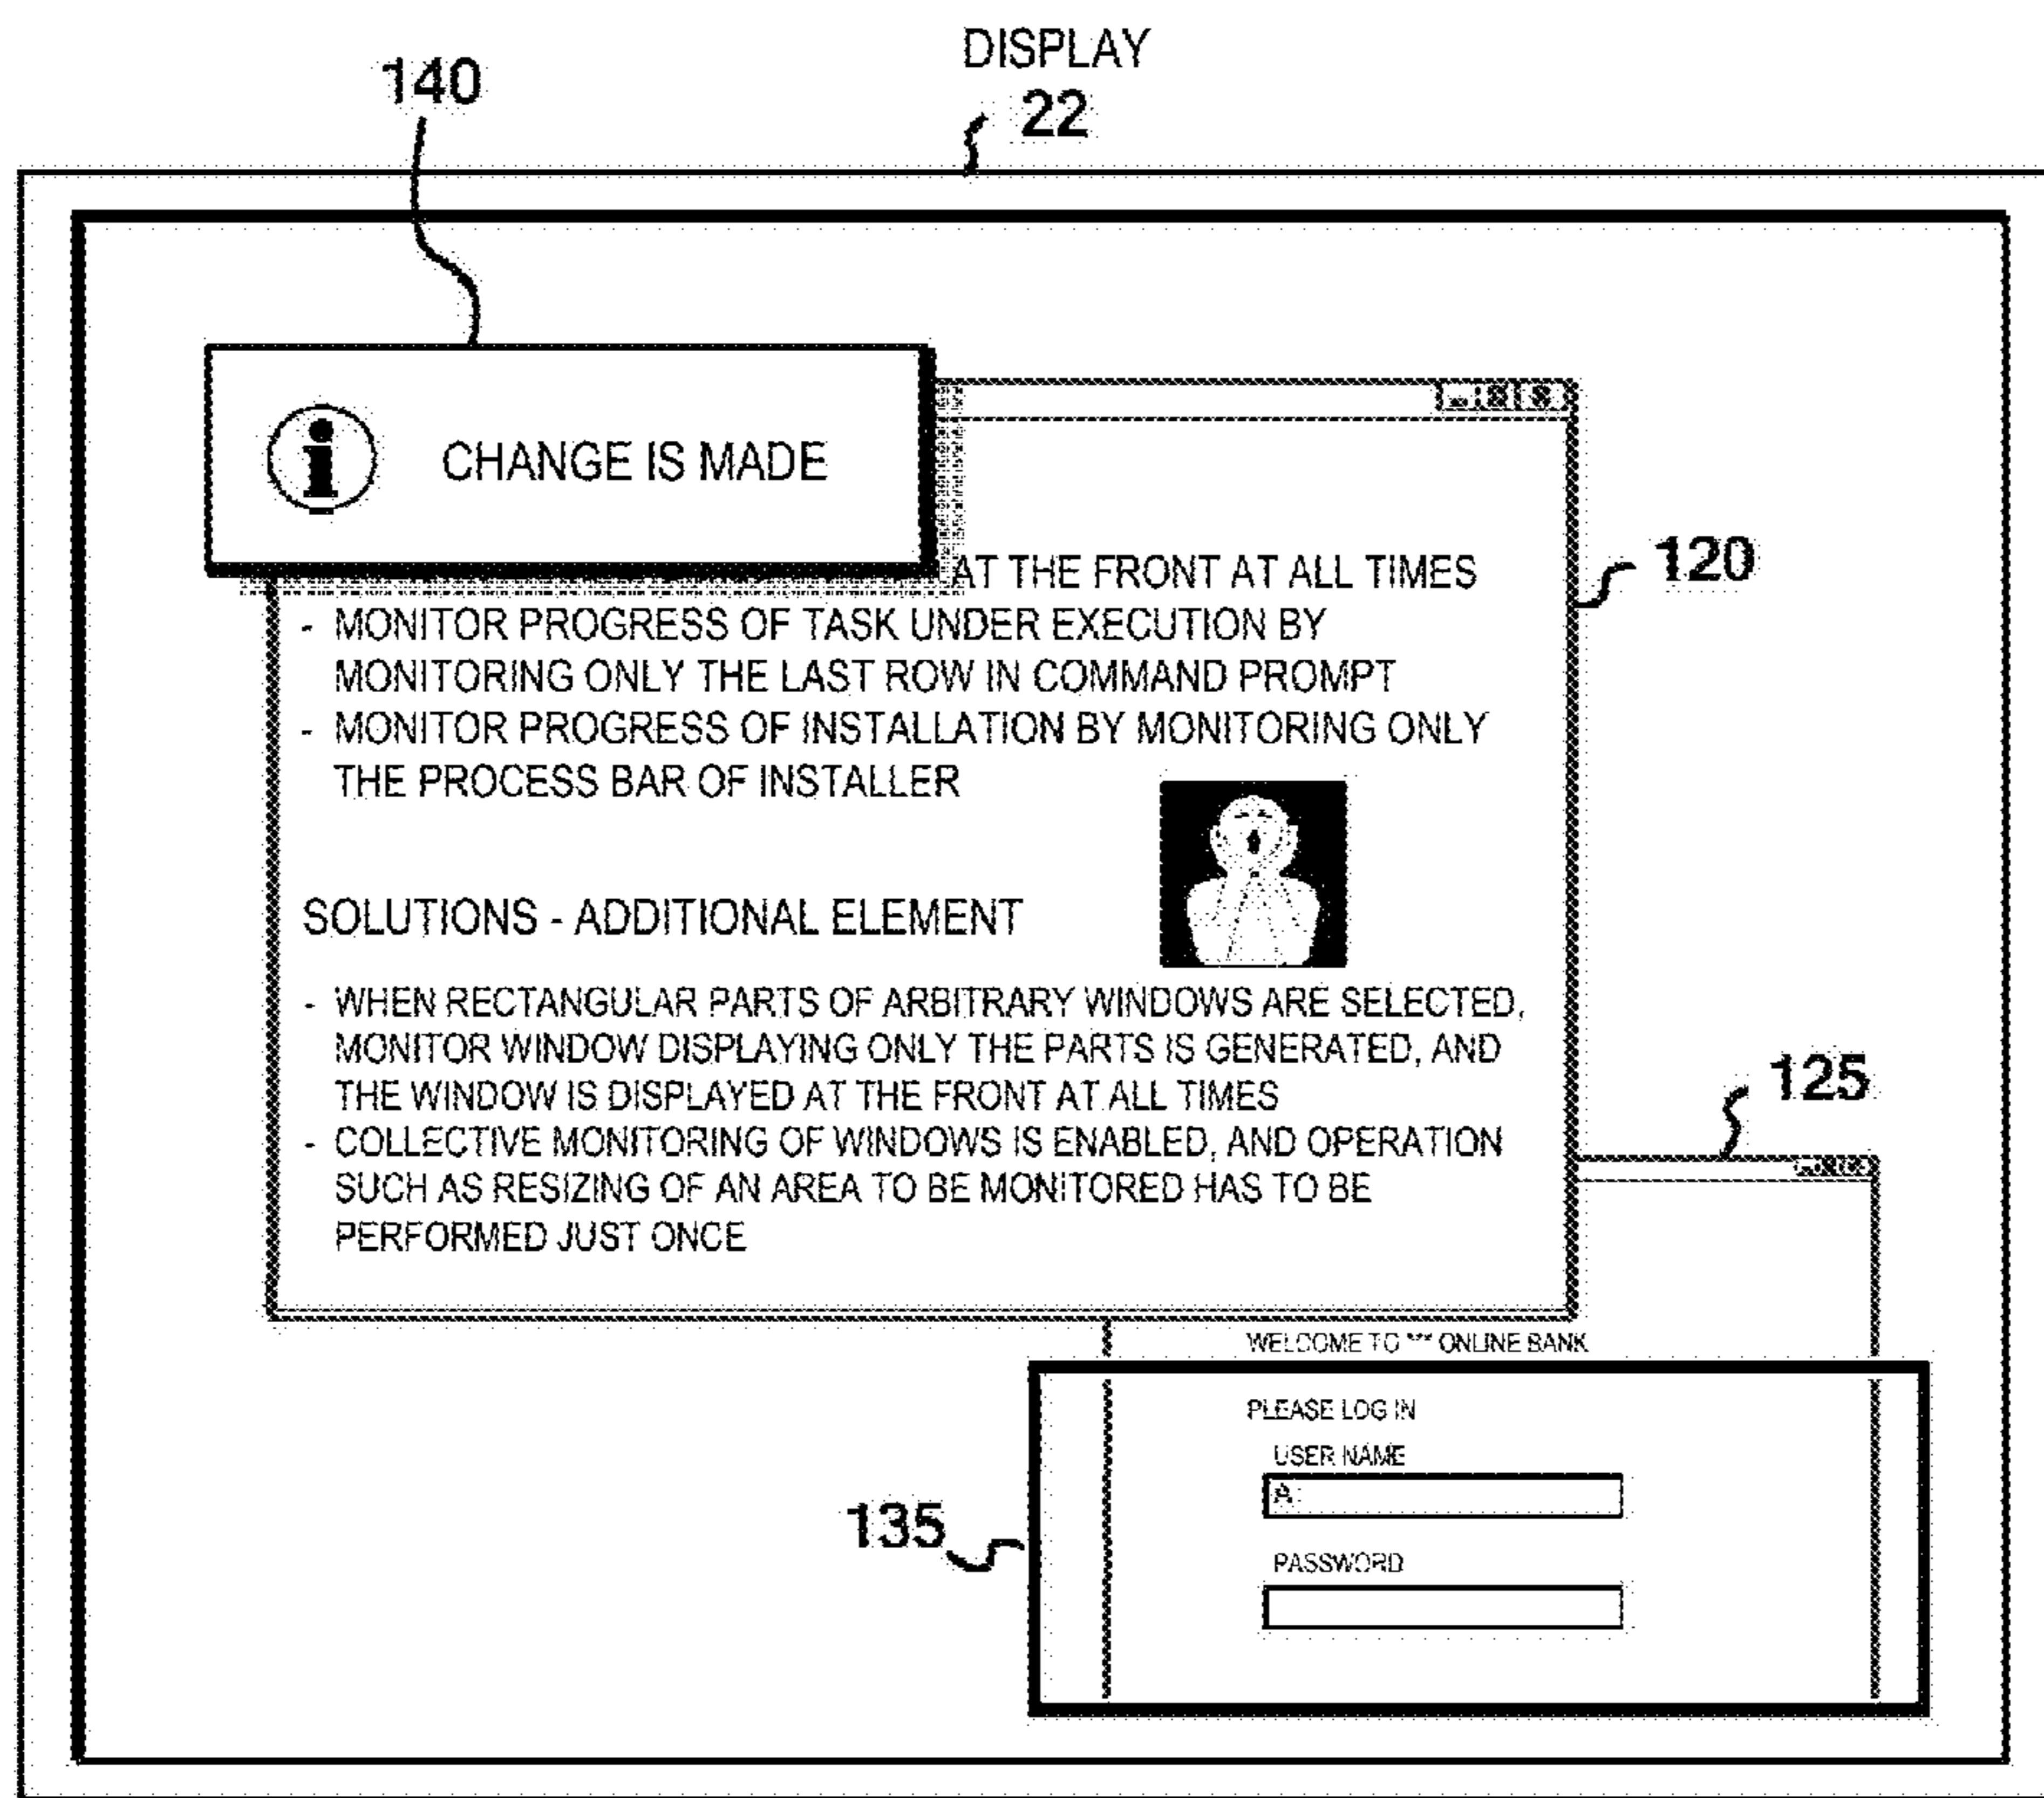 DISPLAY
22
140
CHANGE IS MADE
120
AT THE FRONT AT ALL TIMES
- MONITOR PROGRESS OF TASK UNDER EXECUTION BY
MONITORING ONLY THE LAST ROW IN COMMAND PROMPT
- MONITOR PROGRESS OF INSTALLATION BY MONITORING ONLY
THE PROCESS BAR OF INSTALLER
SOLUTIONS - ADDITIONAL ELEMENT
- WHEN RECTANGULAR PARTS OF ARBITRARY WINDOWS ARE SELECTED,
MONITOR WINDOW DISPLAYING ONLY THE PARTS IS GENERATED, AND
THE WINDOW IS DISPLAYED AT THE FRONT AT ALL TIMES
- COLLECTIVE MONITORING OF WINDOWS IS ENABLED, AND OPERATION
SUCH AS RESIZING OF AN AREA TO BE MONITORED HAS TO BE
PERFORMED JUST ONCE
125
WELCOME TO *** ONLINE BANK
PLEASE LOG IN
USER NAME
A
135
PASSWORD